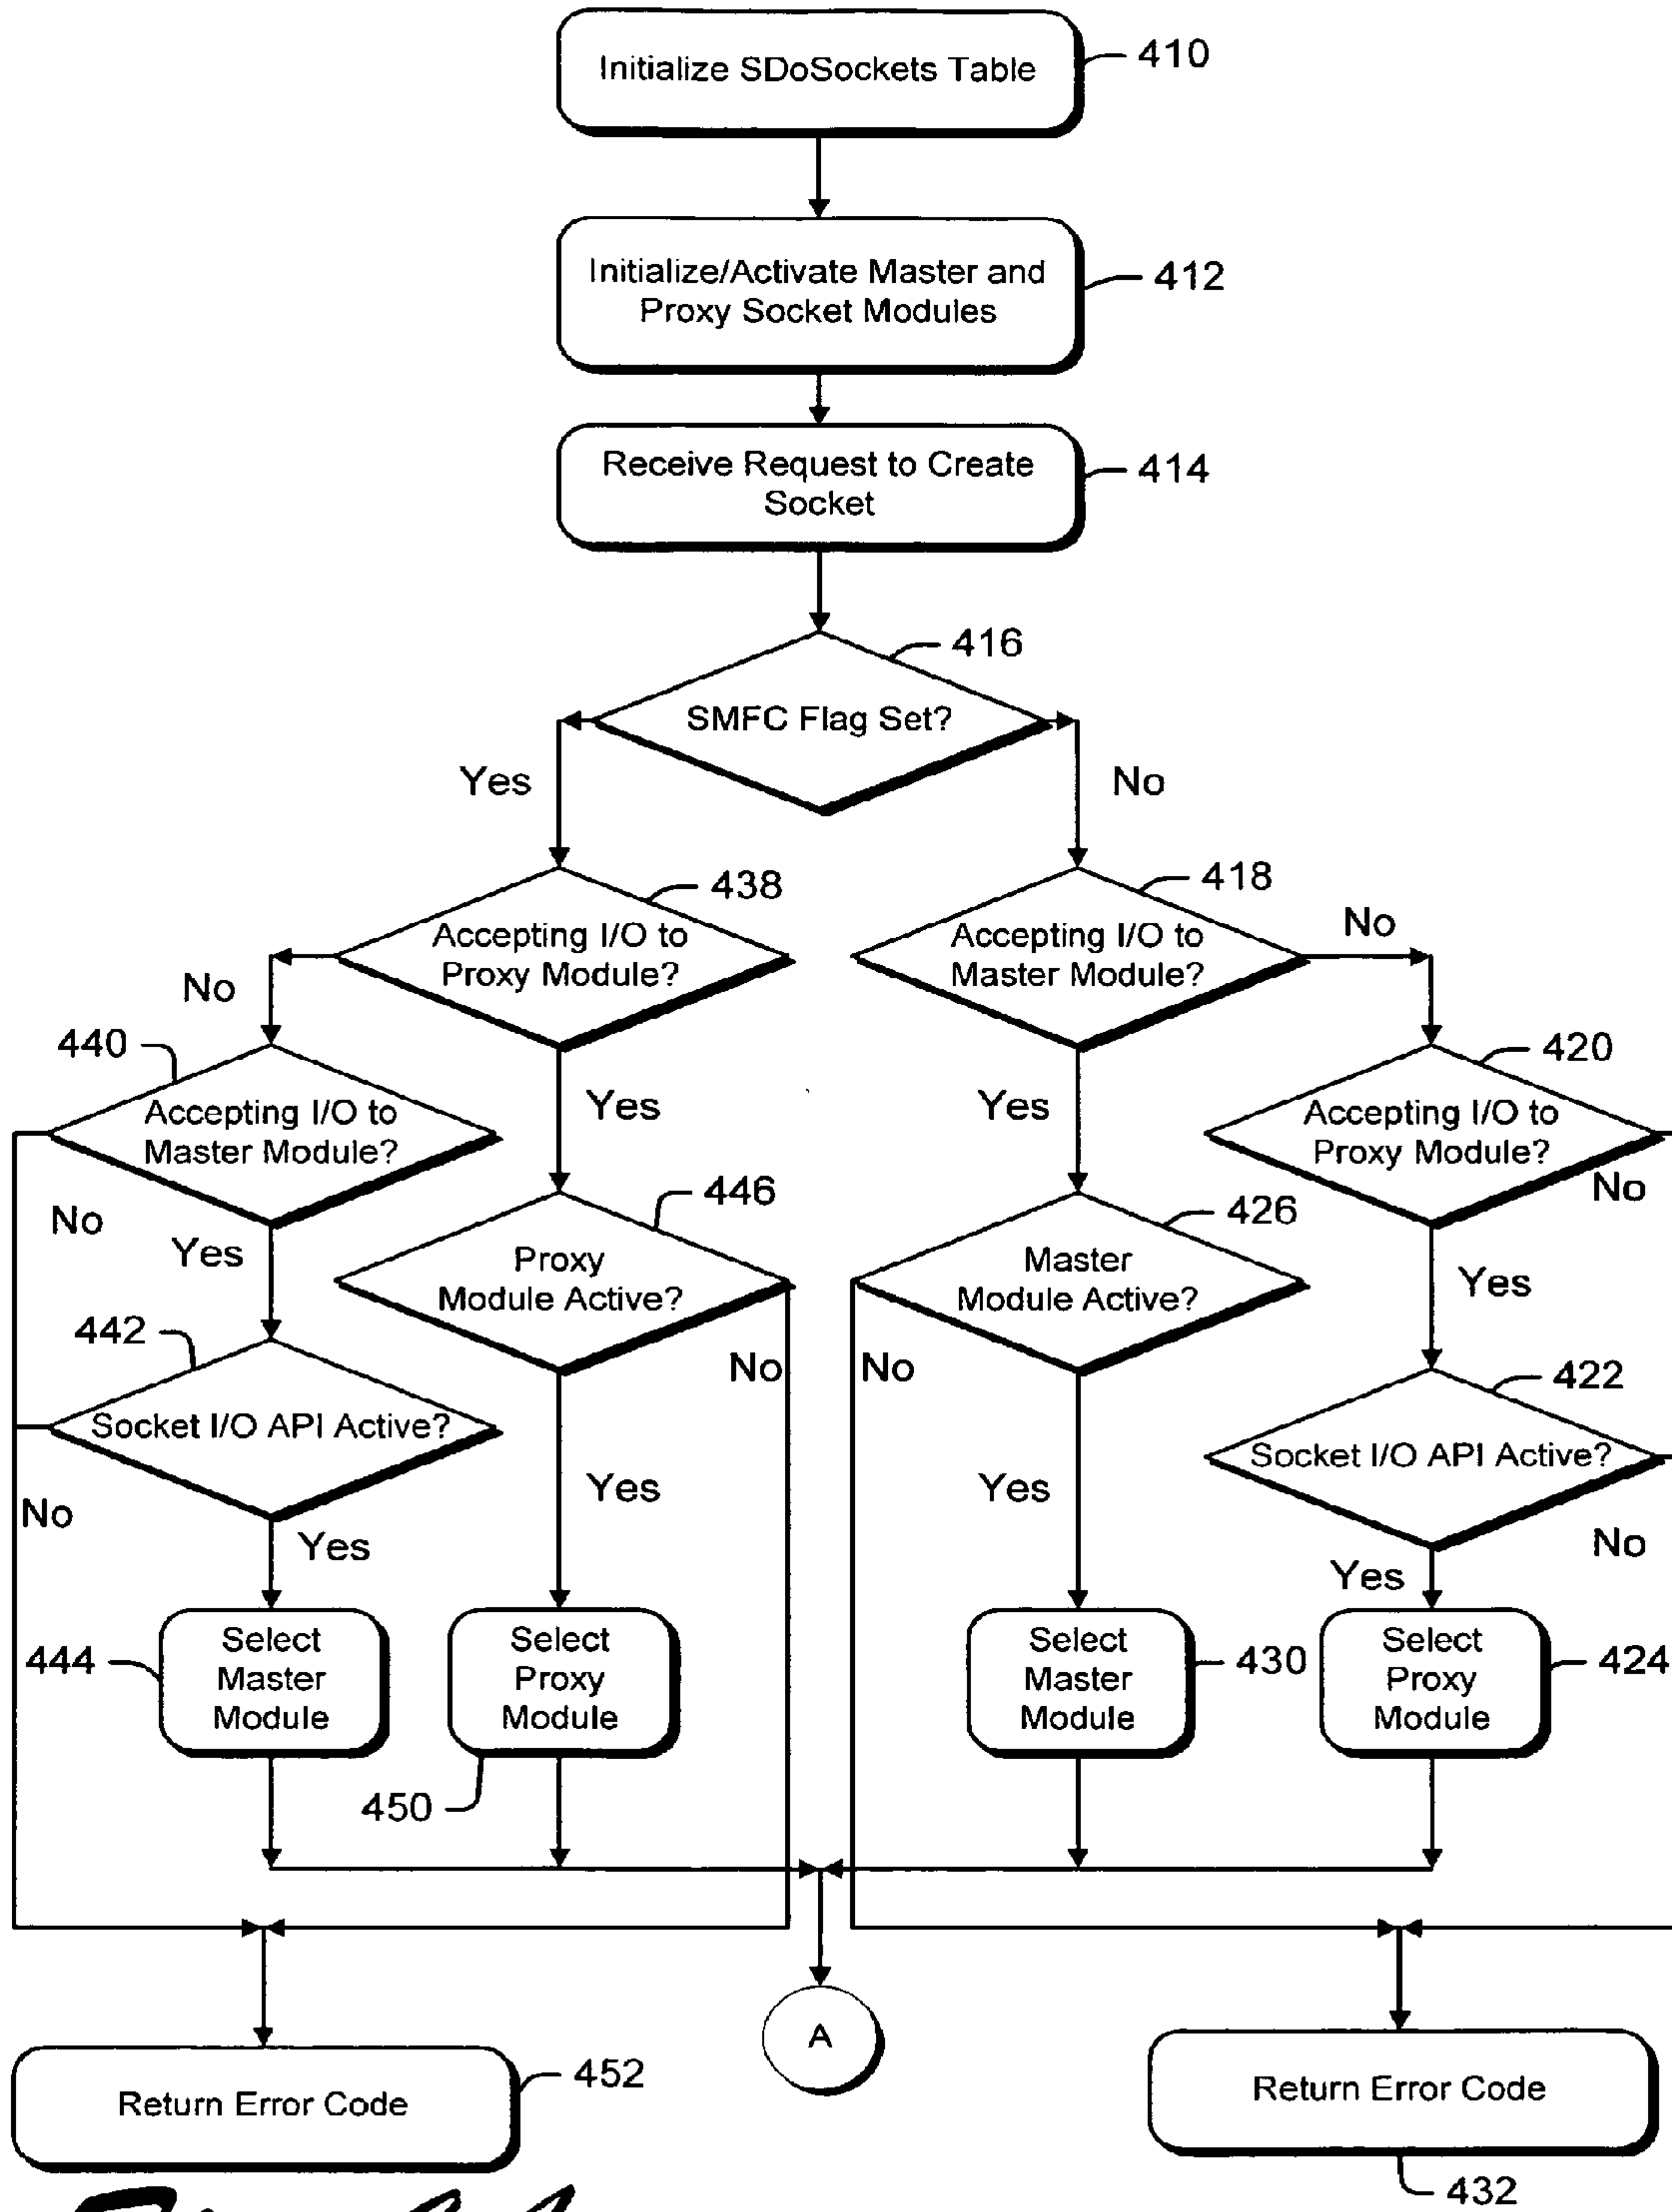 Initialize SDoSockets Table
410
Initialize/Activate Master and
Proxy Socket Modules
412
Receive Request to Create
Socket
414
416
SMFC Flag Set?
Yes
No
438
Accepting I/O to
Proxy Module?
418
Accepting I/O to
Master Module?
No
No
440
Accepting I/O to
Master Module?
Yes
Yes
420
Accepting I/O to
Proxy Module?
No
No
Yes
446
Proxy
Module Active?
426
Master
Module Active?
Yes
442
Socket I/O API Active?
No
No
422
Socket I/O API Active?
No
Yes
Yes
Yes
No
Yes
444
Select
Master
Module
Select
Proxy
Module
450
Select
Master
Module
430
Select
Proxy
Module
424
A
Return Error Code
452
Return Error Code
432